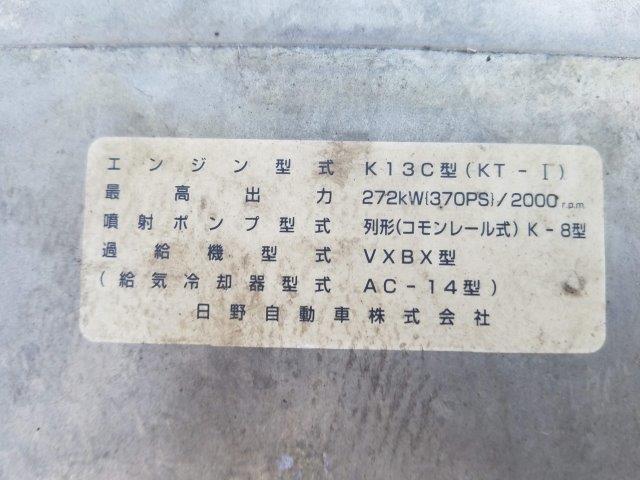 エンジン型式 K13C型(KT-I)
最高出力 272kW{370PS}/2000r.p.m
噴射ポンプ型式 列形(コモンレール式)K-8型
過給機型式 VXBX型
(給気冷却器型式 AC-14型)
日野自動車株式会社